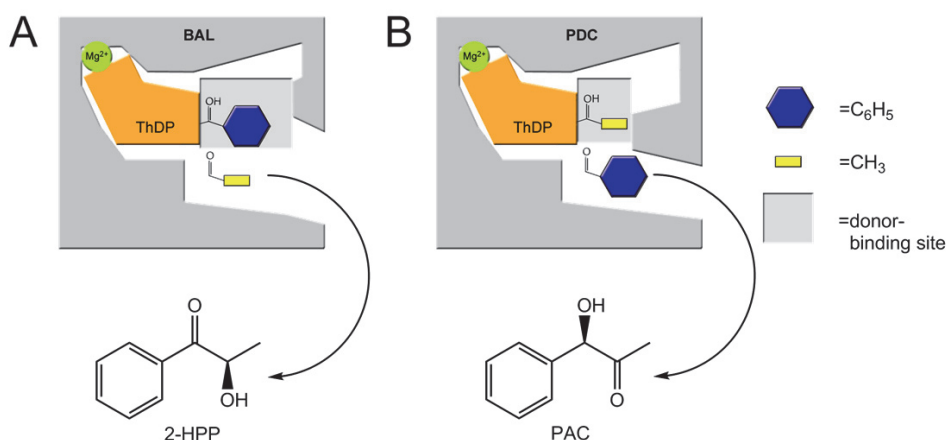 A
BAL
Mg2+
ThDP
OH
O
O
OH
2-HPP
B
PDC
Mg2+
ThDP
OH
O
OH
O
PAC
=C6H5
=CH3
=donor-
binding site